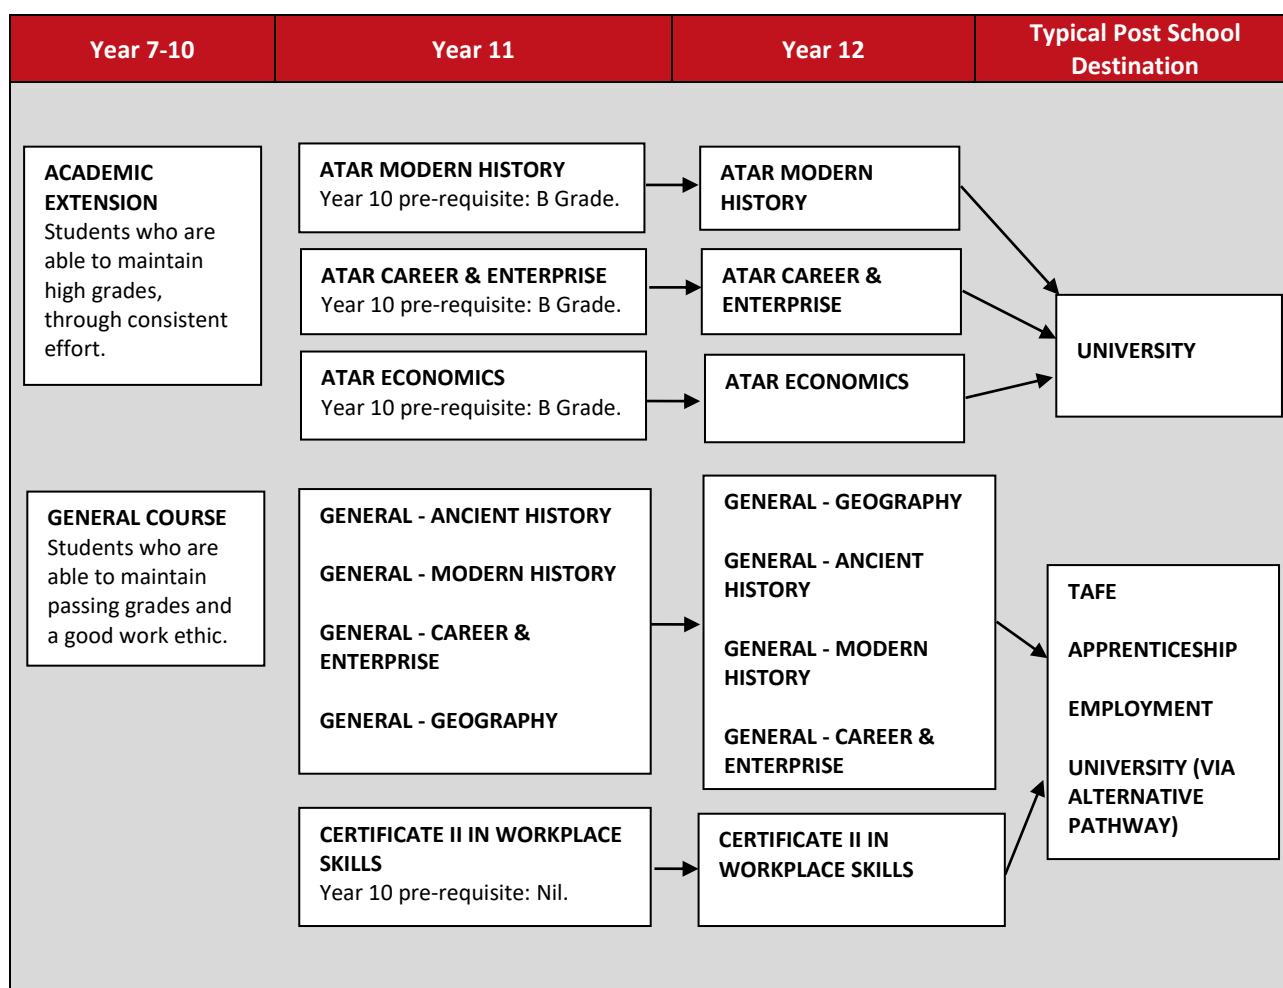 Year 7-10
Year 11
Year 12
Typical Post School
Destination
ACADEMIC
EXTENSION
Students who are
able to maintain
high grades,
through consistent
effort.
ATAR MODERN HISTORY
Year 10 pre-requisite: B Grade.
ATAR MODERN
HISTORY
ATAR CAREER & ENTERPRISE
Year 10 pre-requisite: B Grade.
ATAR CAREER &
ENTERPRISE
ATAR ECONOMICS
Year 10 pre-requisite: B Grade.
ATAR ECONOMICS
UNIVERSITY
GENERAL COURSE
Students who are
able to maintain
passing grades and
a good work ethic.
GENERAL - ANCIENT HISTORY
GENERAL - MODERN HISTORY
GENERAL - CAREER &
ENTERPRISE
GENERAL - GEOGRAPHY
GENERAL - GEOGRAPHY
GENERAL - ANCIENT
HISTORY
GENERAL - MODERN
HISTORY
GENERAL - CAREER &
ENTERPRISE
TAFE
APPRENTICESHIP
EMPLOYMENT
UNIVERSITY (VIA
ALTERNATIVE
PATHWAY)
CERTIFICATE II IN WORKPLACE
SKILLS
Year 10 pre-requisite: Nil.
CERTIFICATE II IN
WORKPLACE SKILLS